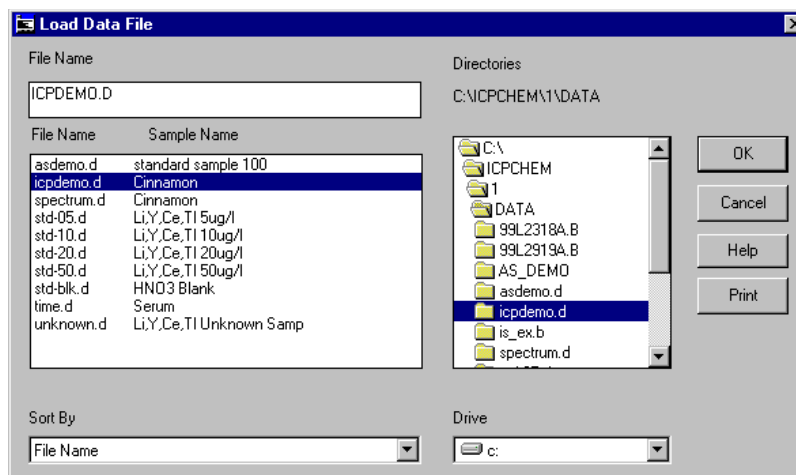 Load Data File
File Name
ICPDEMO.D
File Name Sample Name
asdemo.d standard sample 100
icpdemo.d Cinnamon
spectrum.d Cinnamon
std-05.d Li,Y,Ce,Tl 5ug/l
std-10.d Li,Y,Ce,Tl 10ug/l
std-20.d Li,Y,Ce,Tl 20ug/l
std-50.d Li,Y,Ce,Tl 50ug/l
std-blk.d HNO3 Blank
time.d Serum
unknown.d Li,Y,Ce,Tl Unknown Samp
Sort By
File Name
Directories
C:\ICPCHEM\1\DATA
C:\
ICPCHEM
1
DATA
99L2318A.B
99L2919A.B
AS_DEMO
asdemo.d
icpdemo.d
is_ex.b
spectrum.d
Drive
c:
OK
Cancel
Help
Print